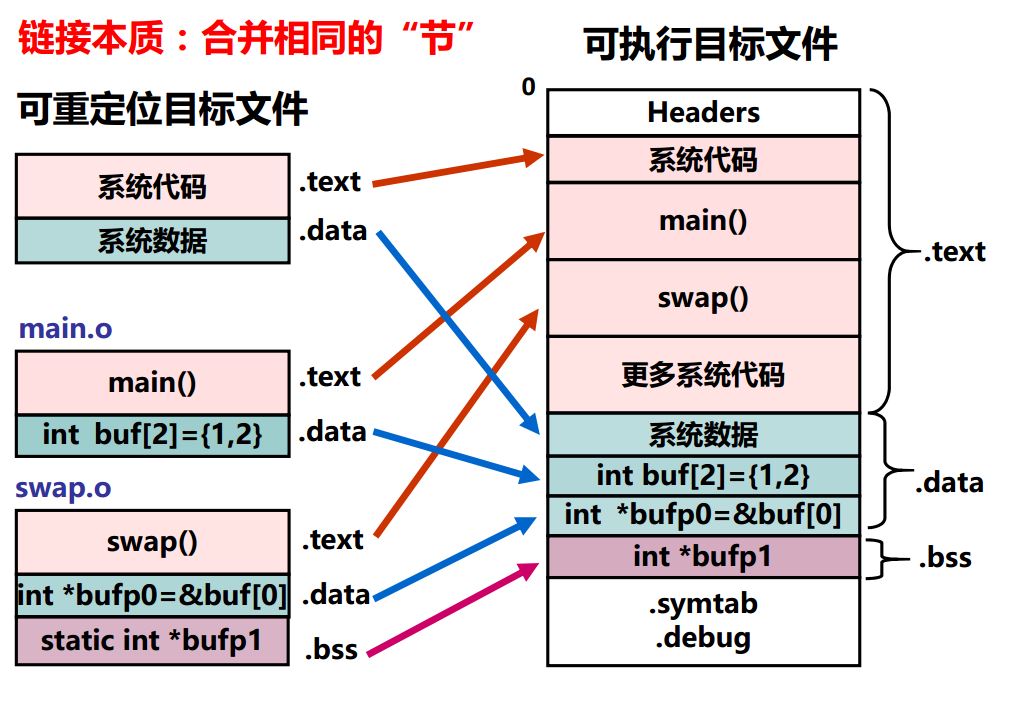 链接本质：合并相同的“节”
可重定位目标文件
系统代码
.text
系统数据
.data
main.o
main()
.text
int buf[2]={1,2}
.data
swap.o
swap()
.text
int *bufp0=&buf[0]
.data
static int *bufp1
.bss
可执行目标文件
0
Headers
系统代码
main()
swap()
更多系统代码
.text
系统数据
int buf[2]={1,2}
int *bufp0=&buf[0]
.data
int *bufp1
.bss
.symtab
.debug